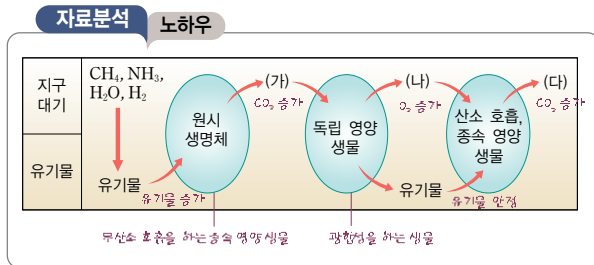 자료분석 노하우
지구
대기
유기물
CH₄, NH₃,
H₂O, H₂
유기물
유기물 증가
원시
생명체
(가)
CO₂ 증가
독립 영양
생물
(나)
O₂ 증가
유기물
산소 호흡,
종속 영양
생물
유기물 안정
(다)
CO₂ 증가
무산소 호흡을 하는 종속 영양 생물
광합성을 하는 생물